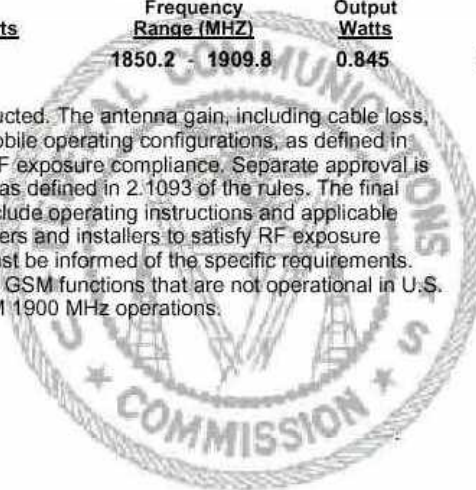 Frequency Output
ts Range (MHZ) Watts
1850.2 - 1909.8 0.845
ucted. The antenna gain, including cable loss,
obile operating configurations, as defined in
F exposure compliance. Separate approval is
as defined in 2.1093 of the rules. The final
clude operating instructions and applicable
ers and installers to satisfy RF exposure
ust be informed of the specific requirements.
GSM functions that are not operational in U.S.
M 1900 MHz operations.
COMMUNICATIONS
COMMISSION
U S